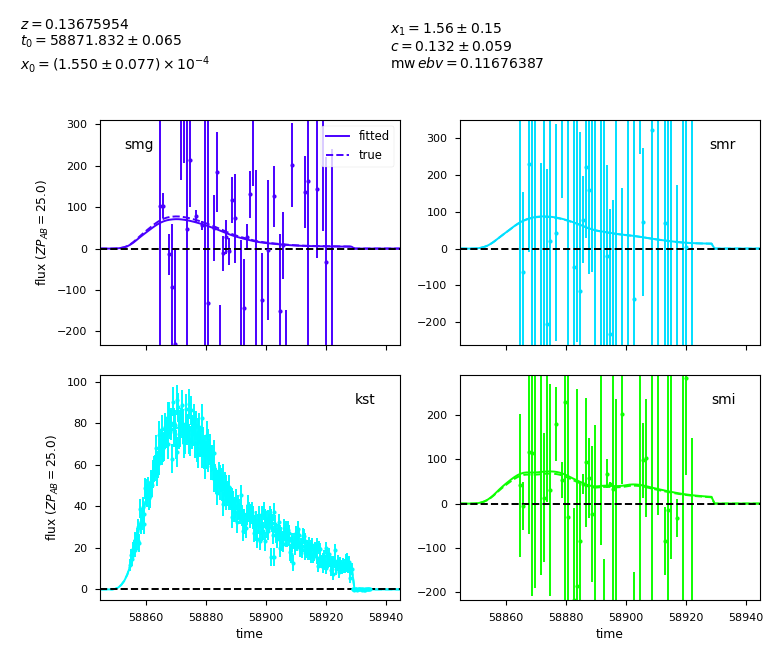 z = 0.13675954
t₀ = 58871.832 ± 0.065
x₀ = (1.550 ± 0.077) × 10⁻⁴
x₁ = 1.56 ± 0.15
c = 0.132 ± 0.059
mw ebv = 0.11676387
smg
fitted
true
300
200
100
0
−100
−200
flux (ZP_AB = 25.0)
smr
300
200
100
0
−100
−200
kst
100
80
60
40
20
0
flux (ZP_AB = 25.0)
58860 58880 58900 58920 58940
time
smi
200
100
0
−100
−200
58860 58880 58900 58920 58940
time